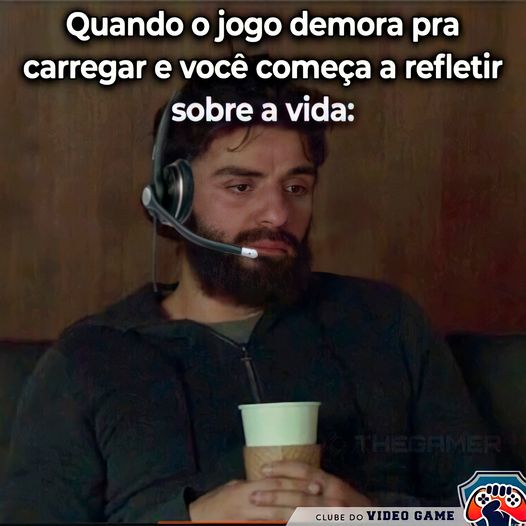 Quando o jogo demora pra
carregar e você começa a refletir
sobre a vida:
THEGAMER
CLUBE DO VIDEO GAME